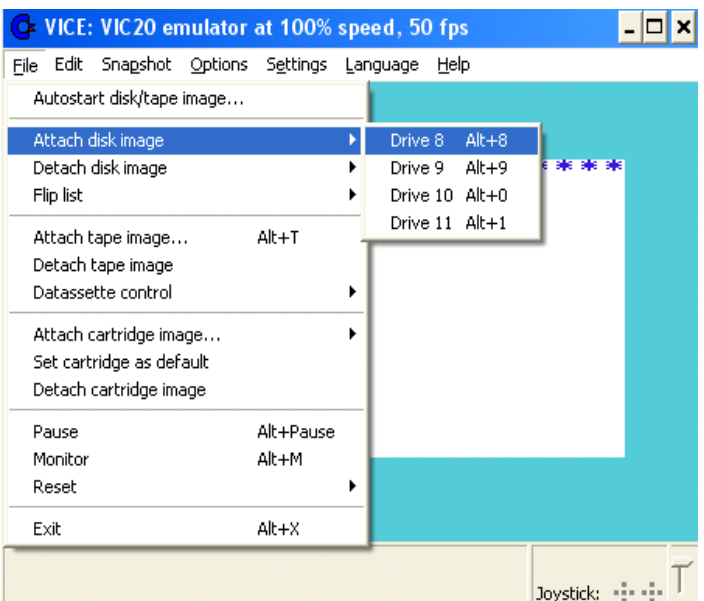 VICE: VIC20 emulator at 100% speed, 50 fps
File Edit Snapshot Options Settings Language Help
Autostart disk/tape image...
Attach disk image
Drive 8 Alt+8
Detach disk image
Drive 9 Alt+9
* * * *
Flip list
Drive 10 Alt+0
Drive 11 Alt+1
Attach tape image... Alt+T
Detach tape image
Datassette control
Attach cartridge image...
Set cartridge as default
Detach cartridge image
Pause Alt+Pause
Monitor Alt+M
Reset
Exit Alt+X
Joystick: